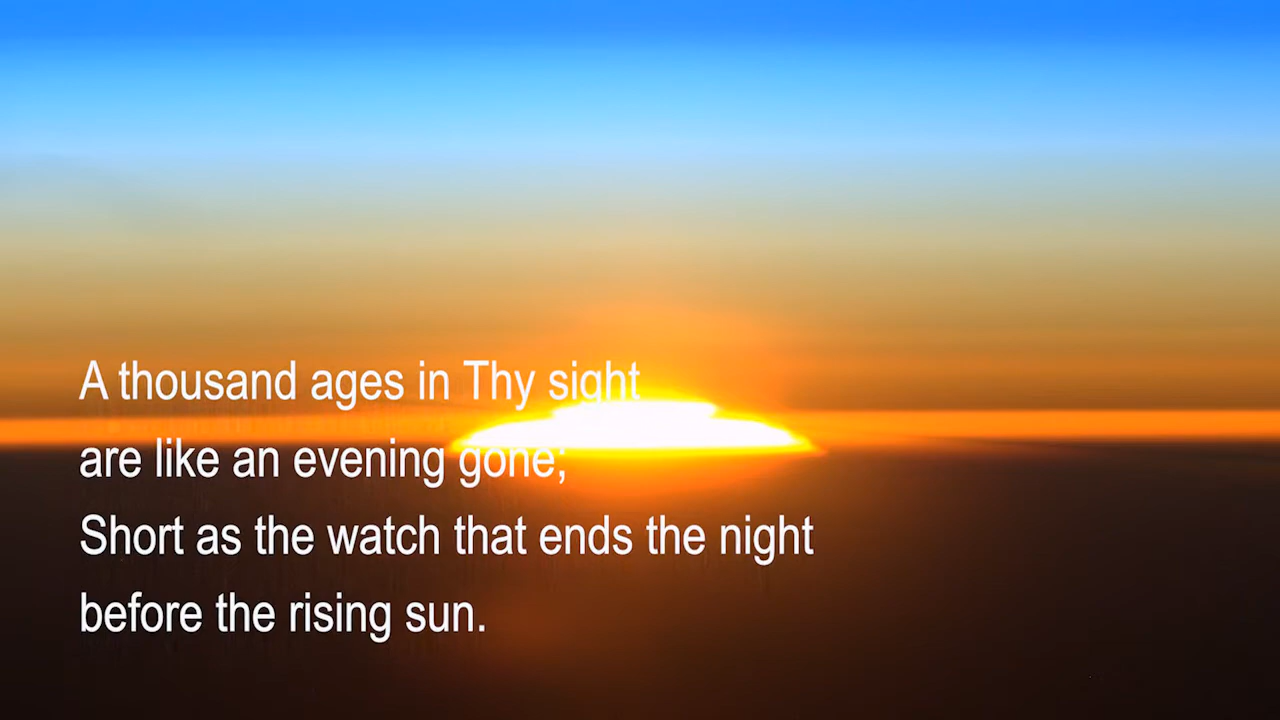 A thousand ages in Thy sight
are like an evening gone;
Short as the watch that ends the night
before the rising sun.